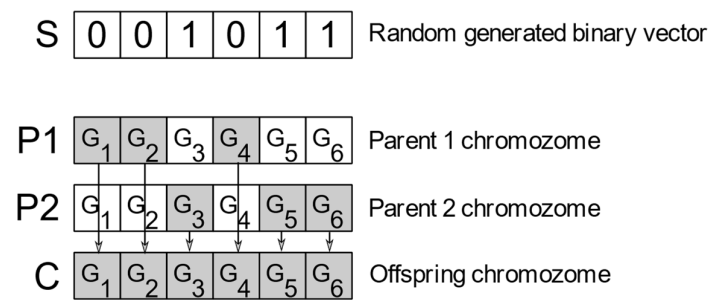 S 0 0 1 0 1 1 Random generated binary vector
P1 G1 G2 G3 G4 G5 G6 Parent 1 chromozome
P2 G1 G2 G3 G4 G5 G6 Parent 2 chromozome
C G1 G2 G3 G4 G5 G6 Offspring chromozome